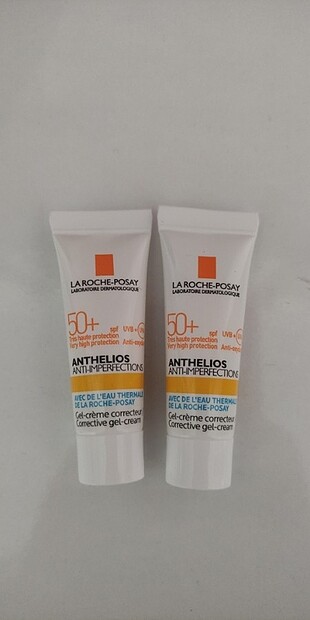 LA ROCHE-POSAY
LABORATOIRE DERMATOLOGIQUE
50+
spf
UVB +
Très haute protection
Very high protection
ANTHELIOS
ANTI-IMPERFECTIONS
AVEC DE L'EAU THERMALE
DE LA ROCHE-POSAY
Gel-crème correcteur
Corrective gel-cream
LA ROCHE-POSAY
LABORATOIRE DERMATOLOGIQUE
50+
spf
UVB +
Très haute protection
Very high protection
ANTHELIOS
ANTI-IMPERFECTIONS
AVEC DE L'EAU THERMALE
DE LA ROCHE-POSAY
Gel-crème correcteur
Corrective gel-cream